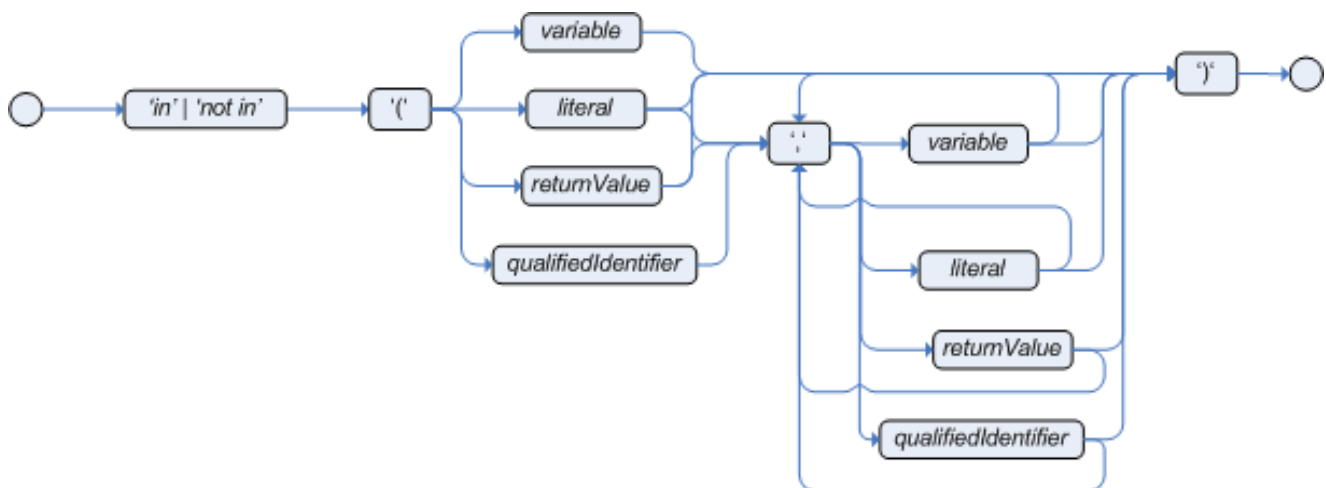 variable
'in' | 'not in'
'('
literal
returnValue
qualifiedIdentifier
','
variable
literal
returnValue
qualifiedIdentifier
')'